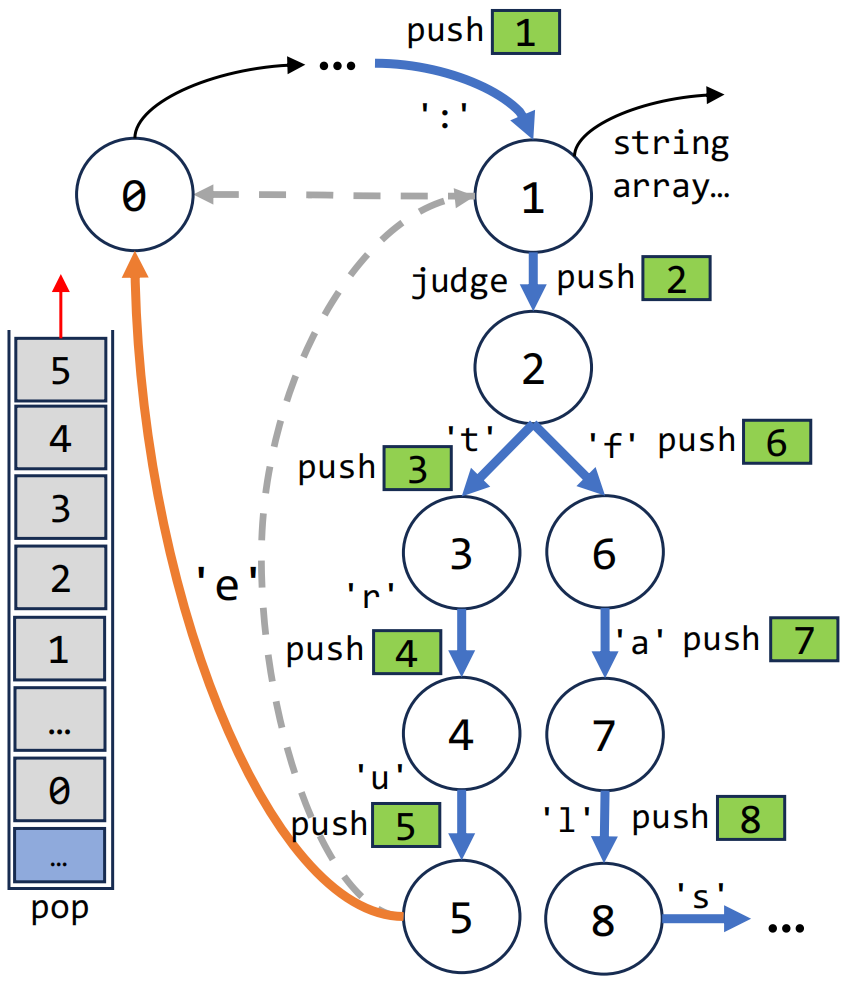 push 1
...
':'
string
array…
0
1
judge push 2
2
5
4
3
2
1
…
0
…
pop
't' 'f' push 6
push 3
3 6
'e'
'r'
push 4
'a' push 7
4 7
'u'
push 5
'l' push 8
5 8
's'
...